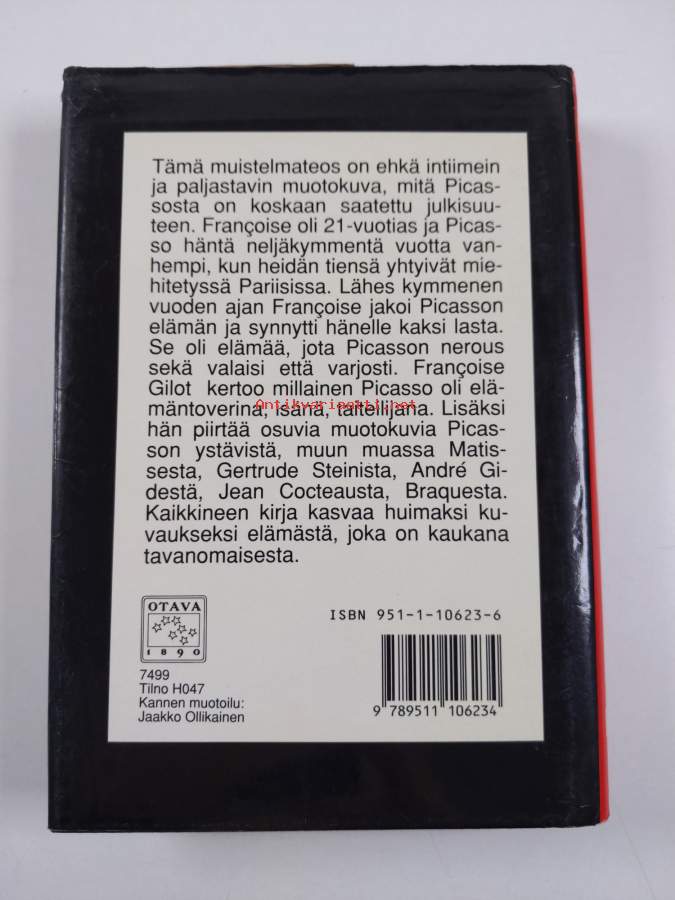 Tämä muistelmateos on ehkä intiimein
ja paljastavin muotokuva, mitä Picas-
sosta on koskaan saatettu julkisuu-
teen. Françoise oli 21-vuotias ja Picas-
so häntä neljäkymmentä vuotta van-
hempi, kun heidän tiensä yhtyivät mie-
hitetyssä Pariisissa. Lähes kymmenen
vuoden ajan Françoise jakoi Picasson
elämän ja synnytti hänelle kaksi lasta.
Se oli elämää, jota Picasson nerous
sekä valaisi että varjosti. Françoise
Gilot kertoo millainen Picasso oli elä-
mäntoverina, isänä, taiteilijana. Lisäksi
Antikvariaatti.net
hän piirtää osuvia muotokuvia Picas-
son ystävistä, muun muassa Matis-
sesta, Gertrude Steinista, André Gi-
destä, Jean Cocteausta, Braquesta.
Kaikkineen kirja kasvaa huimaksi ku-
vaukseksi elämästä, joka on kaukana
tavanomaisesta.
OTAVA
1890
7499
Tilno H047
Kannen muotoilu:
Jaakko Ollikainen
ISBN 951-1-10623-6
9 789511 106234